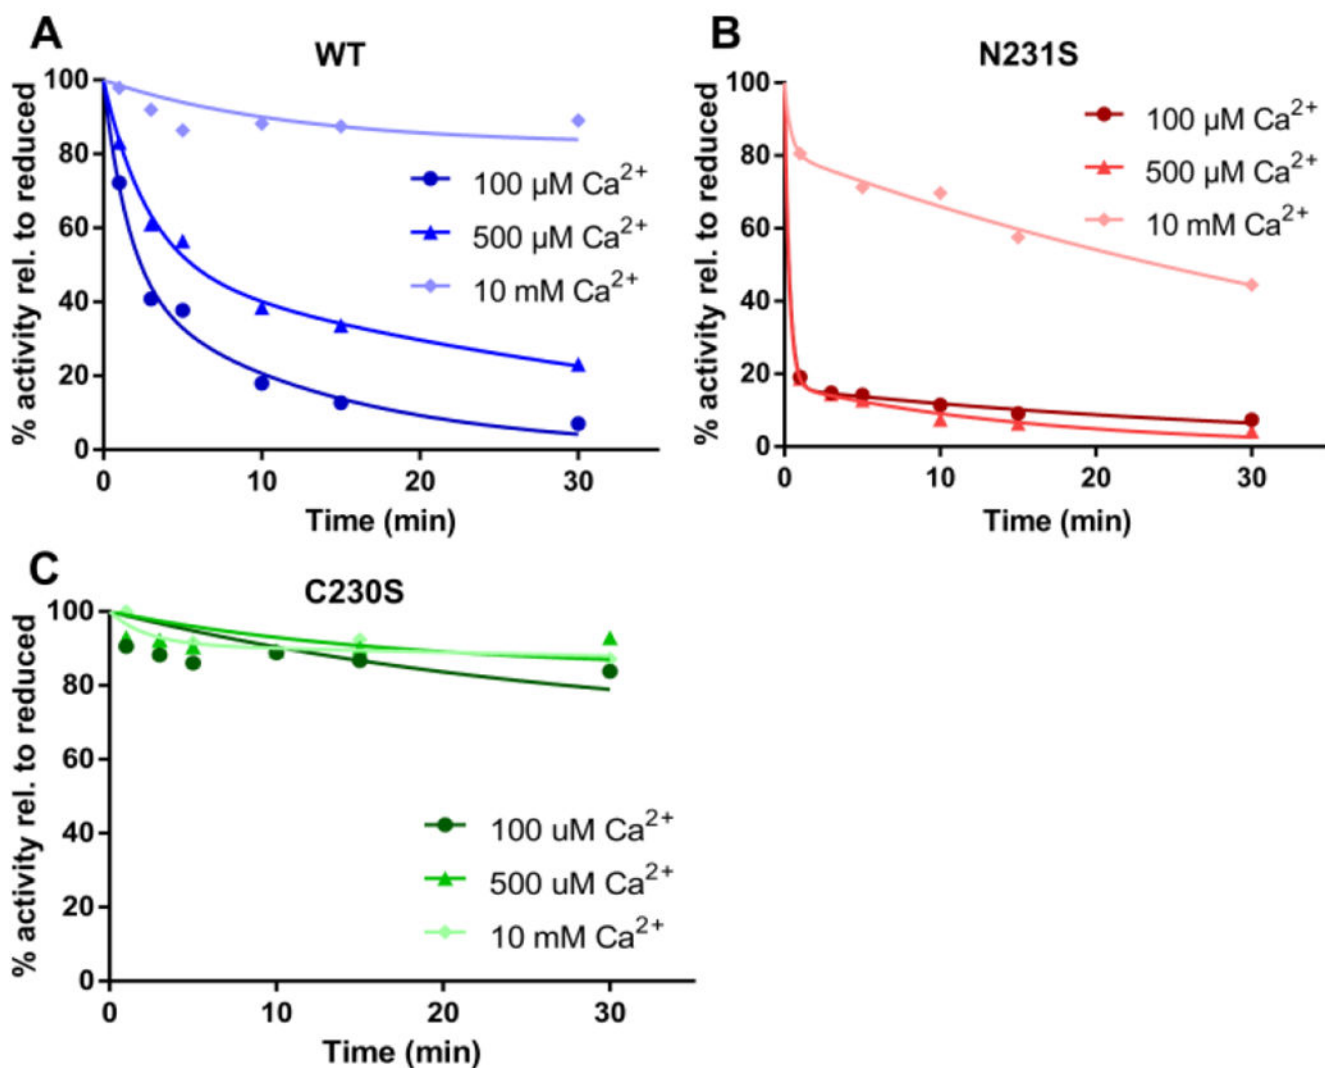 A
WT
% activity rel. to reduced
100
80
60
40
20
0
0 10 20 30
Time (min)
100 µM Ca²⁺
500 µM Ca²⁺
10 mM Ca²⁺
B
N231S
% activity rel. to reduced
100
80
60
40
20
0
0 10 20 30
Time (min)
100 µM Ca²⁺
500 µM Ca²⁺
10 mM Ca²⁺
C
C230S
% activity rel. to reduced
100
80
60
40
20
0
0 10 20 30
Time (min)
100 uM Ca²⁺
500 uM Ca²⁺
10 mM Ca²⁺